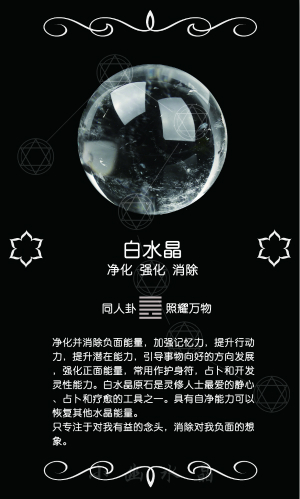 白水晶
净化 强化 消除
同人卦 照耀万物
净化并消除负面能量，加强记忆力，提升行动
力，提升潜在能力，引导事物向好的方向发展
，强化正面能量，常用作护身符，占卜和开发
灵性能力。白水晶原石是灵修人士最爱的静心
、占卜和疗愈的工具之一。具有自净能力可以
恢复其他水晶能量。
只专注于对我有益的念头，消除对我负面的想
象。